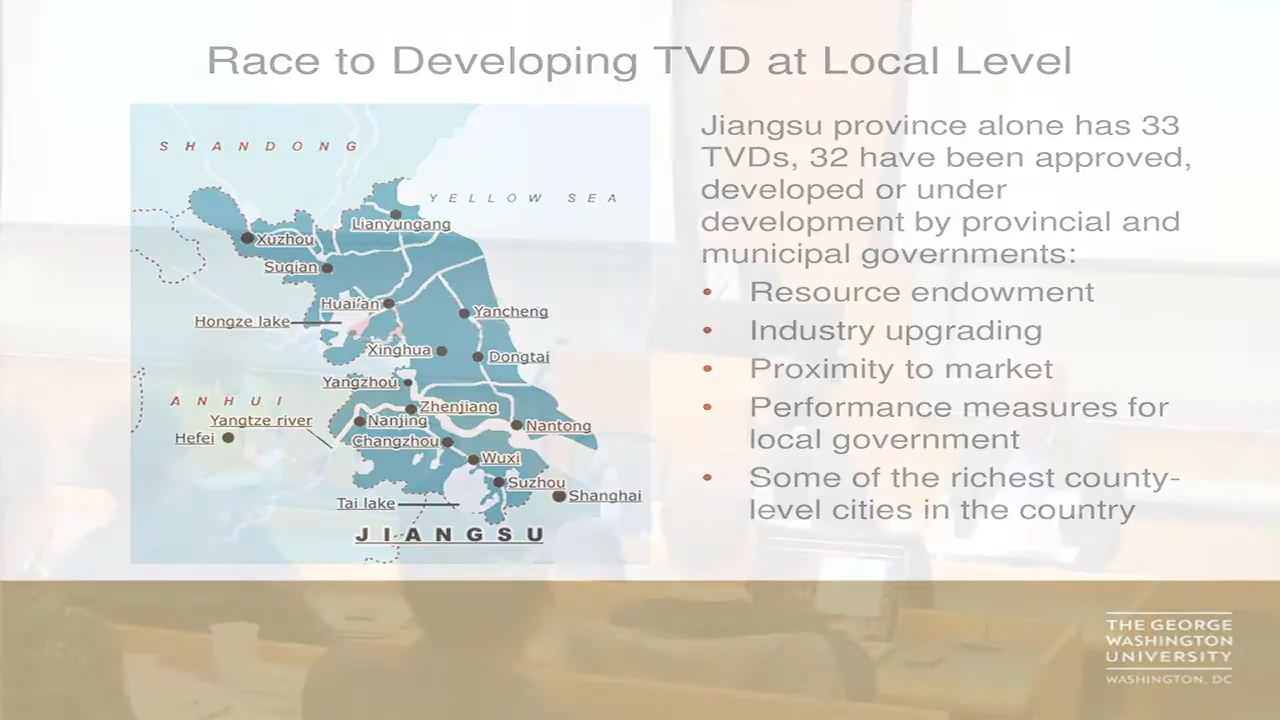 Race to Developing TVD at Local Level
SHANDONG
YELLOW SEA
Lianyungang
Xuzhou
Suqian
Huai'an
Hongze lake
Yancheng
Xinghua
Dongtai
Yangzhou
ANHUI
Zhenjiang
Yangtze river
Nanjing
Nantong
Hefei
Changzhou
Wuxi
Suzhou
Shanghai
Tai lake
JIANGSU
Jiangsu province alone has 33
TVDs, 32 have been approved,
developed or under
development by provincial and
municipal governments:
• Resource endowment
• Industry upgrading
• Proximity to market
• Performance measures for
local government
• Some of the richest county-
level cities in the country
THE GEORGE
WASHINGTON
UNIVERSITY
WASHINGTON, DC